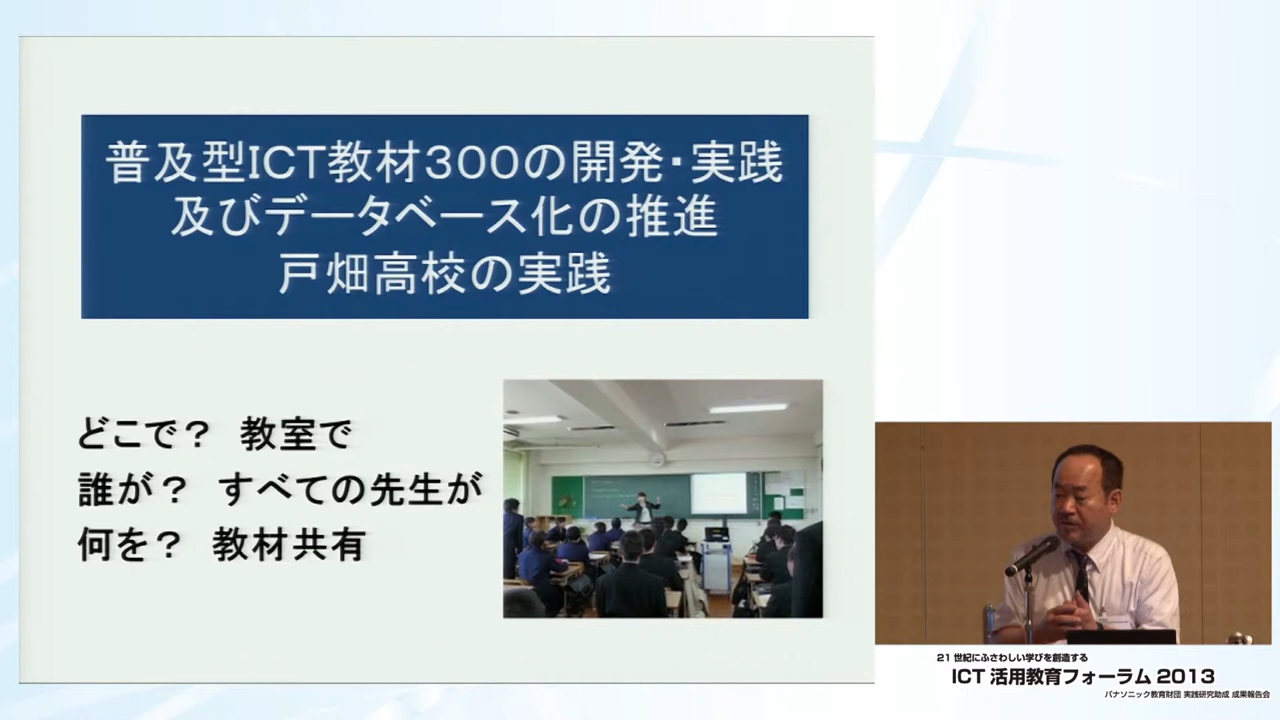 普及型ICT教材300の開発・実践
及びデータベース化の推進
戸畑高校の実践
どこで？　教室で
誰が？　すべての先生が
何を？　教材共有
21 世紀にふさわしい学びを創造する
ICT 活用教育フォーラム 2013
パナソニック教育財団 実践研究助成 成果報告会